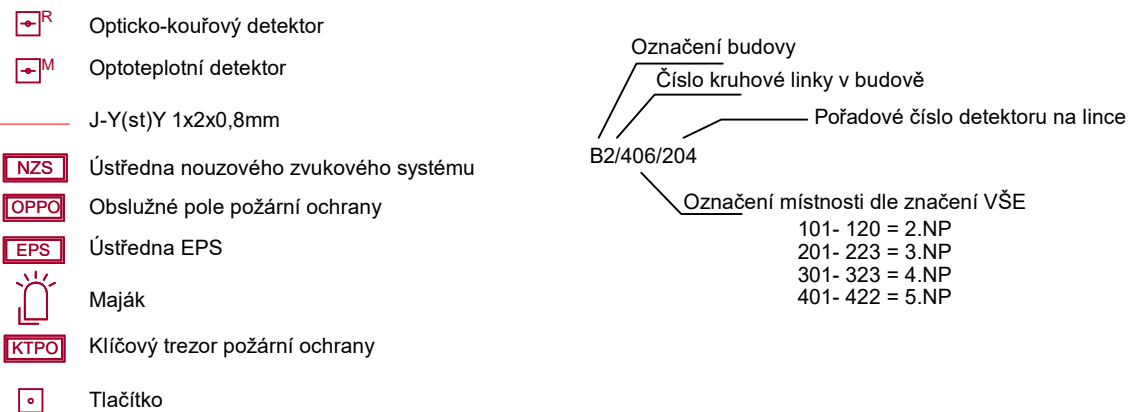 R Opticko-kouřový detektor
M Optoteplotní detektor
J-Y(st)Y 1x2x0,8mm
NZS Ústředna nouzového zvukového systému
OPPO Obslužné pole požární ochrany
EPS Ústředna EPS
Maják
KTPO Klíčový trezor požární ochrany
Tlačítko
Označení budovy
Číslo kruhové linky v budově
Pořadové číslo detektoru na lince
B2/406/204
Označení místnosti dle značení VŠE
101- 120 = 2.NP
201- 223 = 3.NP
301- 323 = 4.NP
401- 422 = 5.NP